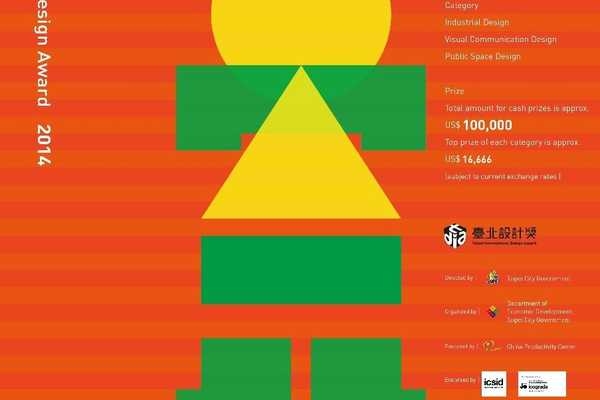 esign Award 2014
Category
Industrial Design
Visual Communication Design
Public Space Design
Prize
Total amount for cash prizes is approx.
US$ 100,000
Top prize of each category is approx.
US$ 16,666
(subject to current exchange rates)
臺北設計獎
Taipei International Design Award
Directed by
Taipei City Government
Organized by
Department of
Economic Development,
Taipei City Government
China Productivity Center
Endorsed by
icsid
icograda